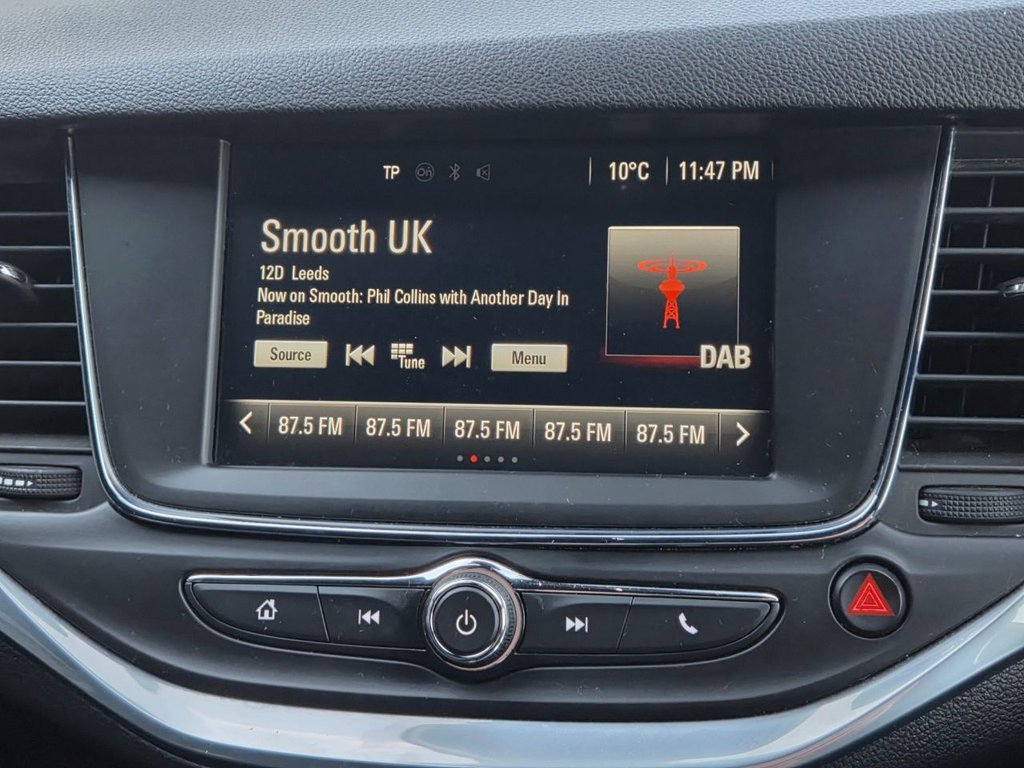 TP On 10°C 11:47 PM
Smooth UK
12D Leeds
Now on Smooth: Phil Collins with Another Day In
Paradise
Source Tune Menu
DAB
87.5 FM 87.5 FM 87.5 FM 87.5 FM 87.5 FM